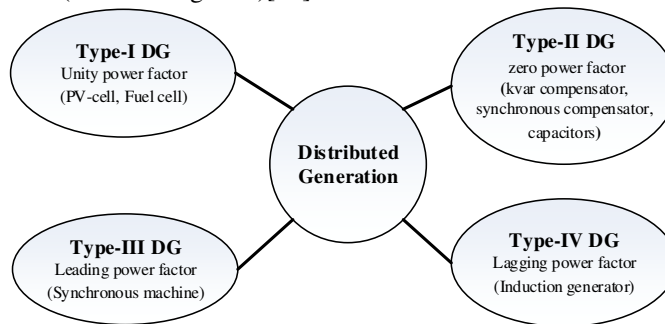 Type-I DG
Unity power factor
(PV-cell, Fuel cell)
Type-II DG
zero power factor
(kvar compensator,
synchronous compensator,
capacitors)
Distributed
Generation
Type-III DG
Leading power factor
(Synchronous machine)
Type-IV DG
Lagging power factor
(Induction generator)